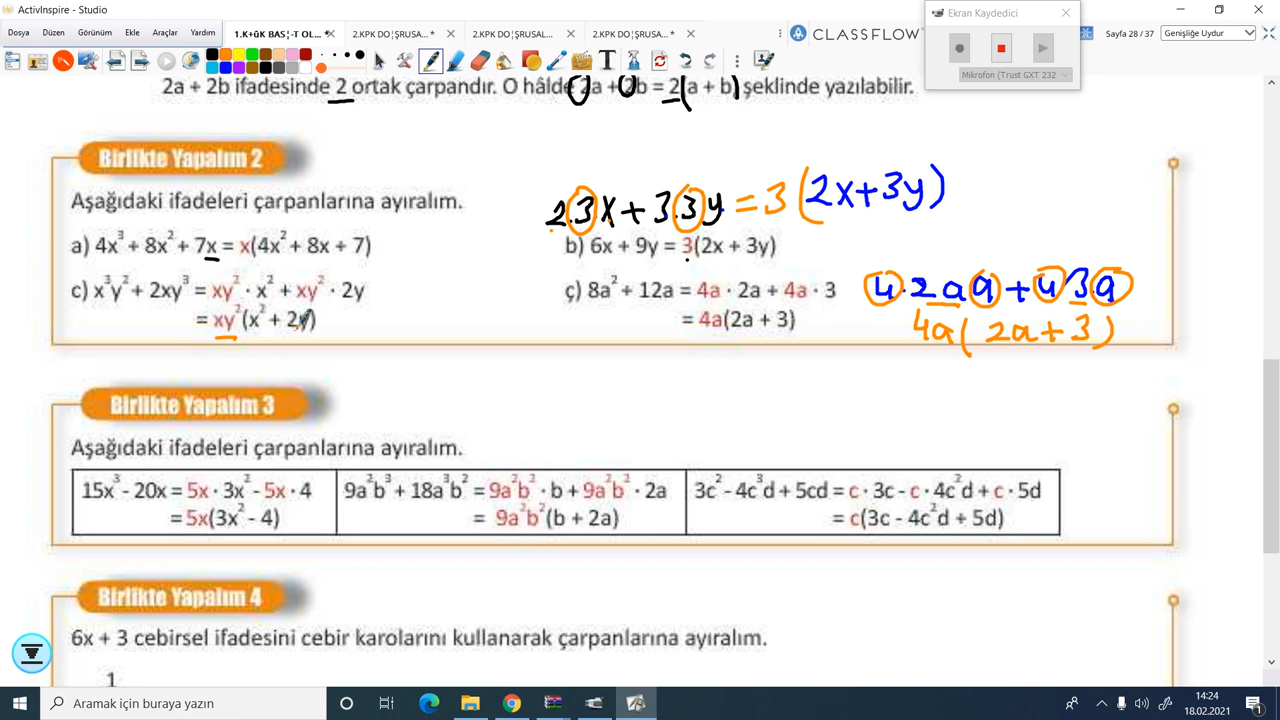 ActivInspire - Studio
Ekran Kaydedici
Dosya Düzen Görünüm Ekle Araçlar Yardım
1.K+ûK BAS¦-T OL...* 2.KPK DO¦ŞRUSA...* 2.KPK DO¦ŞRUSAL... 2.KPK DO¦ŞRUSA...*
CLASSFLOW
Sayfa 28 / 37 Genişliğe Uydur
Mikrofon (Trust GXT 232
2a + 2b ifadesinde 2 ortak çarpandır. O hâlde 2a + 2b = 2(a + b) şeklinde yazılabilir.
Birlikte Yapalım 2
Aşağıdaki ifadeleri çarpanlarına ayıralım.
2.3x + 3.3y = 3 (2x+3y)
a) 4x³ + 8x² + 7x = x(4x² + 8x + 7)
b) 6x + 9y = 3(2x + 3y)
c) x³y² + 2xy³ = xy² · x² + xy² · 2y
= xy²(x² + 2y)
ç) 8a² + 12a = 4a · 2a + 4a · 3
= 4a(2a + 3)
4.2a a + 4 3.a
4a( 2a + 3 )
Birlikte Yapalım 3
Aşağıdaki ifadeleri çarpanlarına ayıralım.
15x³ - 20x = 5x · 3x² - 5x · 4
= 5x(3x² - 4)
9a²b³ + 18a³b² = 9a²b² · b + 9a²b² · 2a
= 9a²b²(b + 2a)
3c² - 4c³d + 5cd = c · 3c - c · 4c²d + c · 5d
= c(3c - 4c²d + 5d)
Birlikte Yapalım 4
6x + 3 cebirsel ifadesini cebir karolarını kullanarak çarpanlarına ayıralım.
1
Aramak için buraya yazın
14:24
18.02.2021